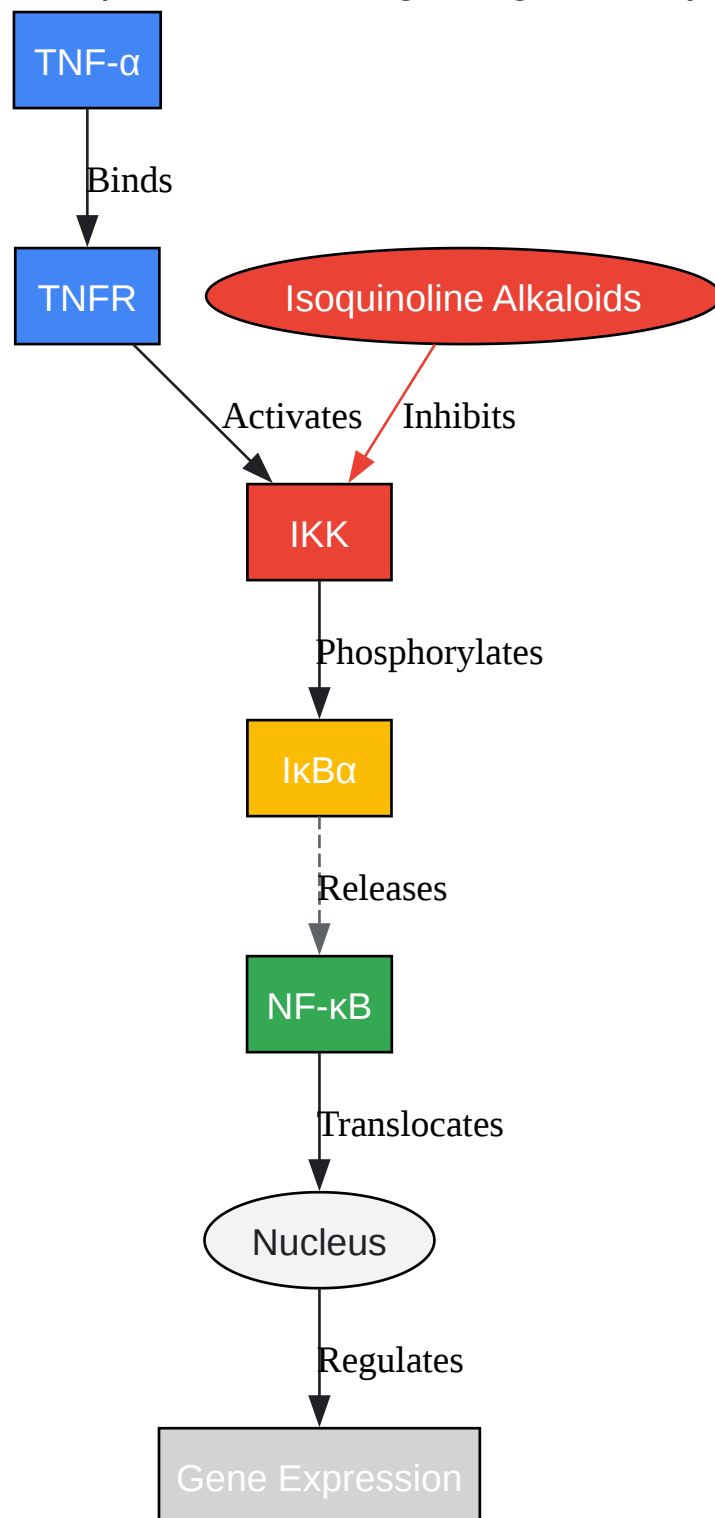 TNF-α
Binds
TNFR
Isoquinoline Alkaloids
Activates
Inhibits
IKK
Phosphorylates
IκBα
Releases
NF-κB
Translocates
Nucleus
Regulates
Gene Expression